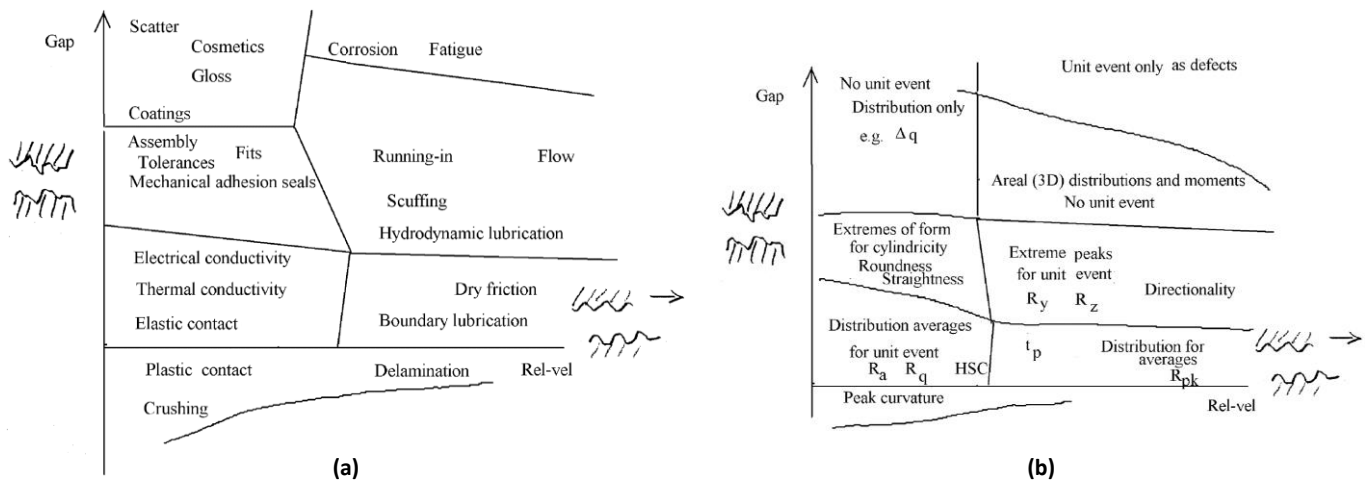 Gap
Scatter
Cosmetics
Gloss
Coatings
Corrosion Fatigue
Assembly
Tolerances Fits
Mechanical adhesion seals
Running-in Flow
Scuffing
Hydrodynamic lubrication
Electrical conductivity
Thermal conductivity
Elastic contact
Dry friction
Boundary lubrication
Plastic contact
Crushing
Delamination
Rel-vel
(a)
Gap
No unit event
Distribution only
e.g. Δq
Unit event only as defects
Areal (3D) distributions and moments
No unit event
Extremes of form
for cylindricity
Roundness
Straightness
Extreme peaks
for unit event
Ry Rz
Directionality
Distribution averages
for unit event
Ra Rq HSC
tp
Distribution for
averages
Rpk
Peak curvature
Rel-vel
(b)